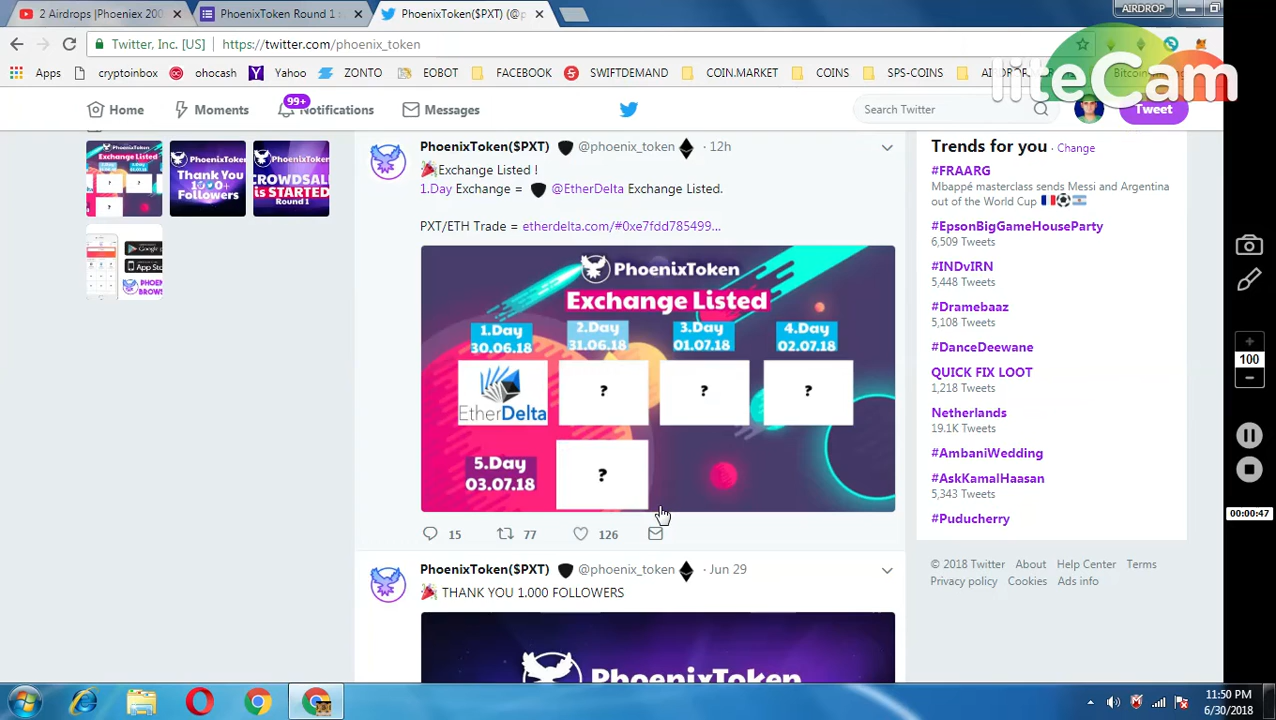 2 Airdrops |Phoeniex 200
PhoenixToken Round 1
PhoenixToken($PXT) (@p
AIRDROP
Twitter, Inc. [US]
https://twitter.com/phoenix_token
Apps
cryptoinbox
ohocash
Yahoo
EOBOT
FACEBOOK
SWIFTDEMAND
COIN.MARKET
COINS
SPS-COINS
liteCam
Home
Moments
99+
Notifications
Messages
Search Twitter
Tweet
PhoenixToken($PXT) @phoenix_token · 12h
Exchange Listed !
1.Day Exchange = @EtherDelta Exchange Listed.
PXT/ETH Trade = etherdelta.com/#0xe7fdd785499...
PhoenixToken
Exchange Listed
1.Day
30.06.18
2.Day
31.06.18
3.Day
01.07.18
4.Day
02.07.18
EtherDelta
?
?
?
5.Day
03.07.18
?
15
77
126
PhoenixToken($PXT) @phoenix_token · Jun 29
THANK YOU 1.000 FOLLOWERS
PhoenixToken
Trends for you · Change
#FRAARG
Mbappé masterclass sends Messi and Argentina
out of the World Cup
#EpsonBigGameHouseParty
6,509 Tweets
#INDvIRN
5,448 Tweets
#Dramebaaz
5,108 Tweets
#DanceDeewane
QUICK FIX LOOT
1,218 Tweets
Netherlands
19.1K Tweets
#AmbaniWedding
#AskKamalHaasan
5,343 Tweets
#Puducherry
© 2018 Twitter About Help Center Terms
Privacy policy Cookies Ads info
100
00:00:47
11:50 PM
6/30/2018